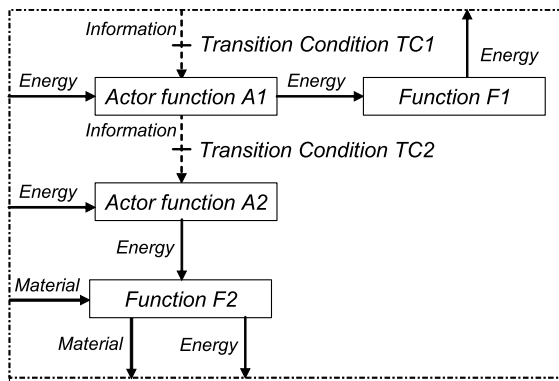 Information
Transition Condition TC1
Energy
Actor function A1
Energy
Function F1
Energy
Information
Transition Condition TC2
Energy
Actor function A2
Energy
Material
Function F2
Material
Energy